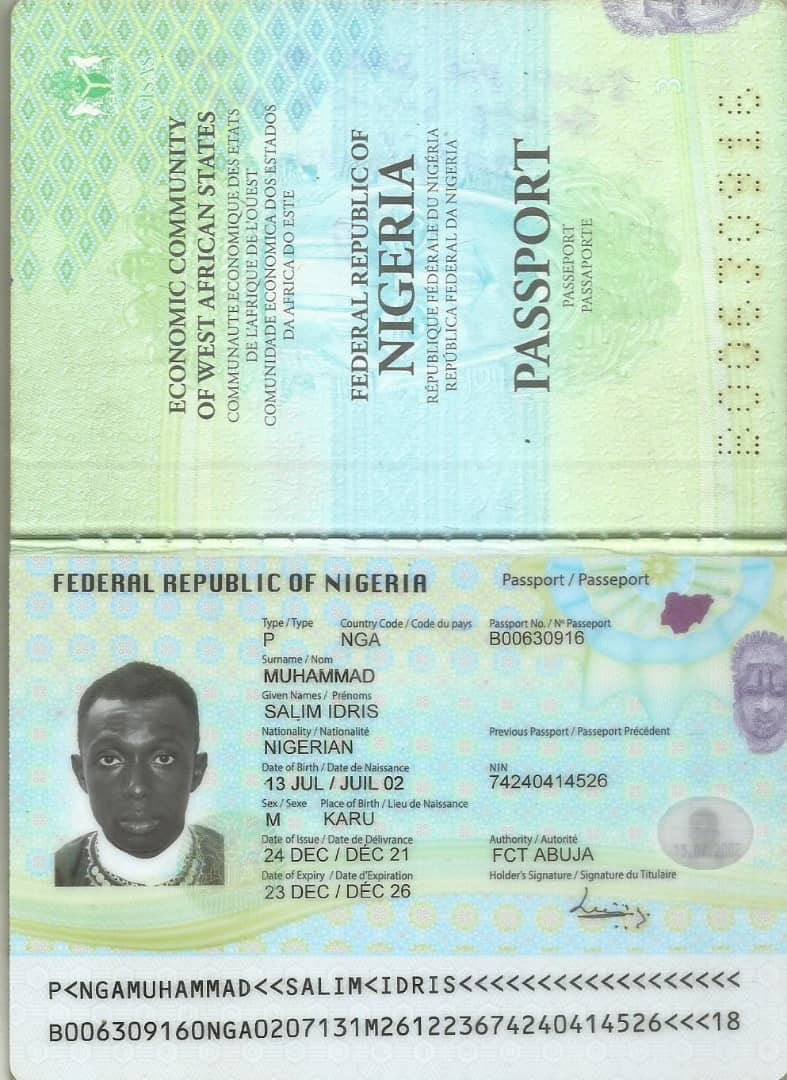 VISAS
3
ECONOMIC COMMUNITY
OF WEST AFRICAN STATES
COMMUNAUTE ECONOMIQUE DES ETATS
DE L'AFRIQUE DE L'OUEST
COMUNIDADE ECONOMICA DOS ESTADOS
DA AFRICA DO ESTE
FEDERAL REPUBLIC OF
NIGERIA
RÉPUBLIQUE FÉDÉRALE DU NIGÉRIA
REPÚBLICA FEDERAL DA NIGERIA
PASSPORT
PASSEPORT
PASSAPORTE
FEDERAL REPUBLIC OF NIGERIA
Passport / Passeport
Type / Type Country Code / Code du pays Passport No. / Nº Passeport
P NGA B00630916
Surname / Nom
MUHAMMAD
Given Names / Prénoms
SALIM IDRIS
Nationality / Nationalité Previous Passport / Passeport Précédent
NIGERIAN
Date of Birth / Date de Naissance NIN
13 JUL / JUIL 02 74240414526
Sex / Sexe Place of Birth / Lieu de Naissance
M KARU
Date of Issue / Date de Délivrance Authority / Autorité
24 DEC / DÉC 21 FCT ABUJA
Date of Expiry / Date d'Expiration Holder's Signature / Signature du Titulaire
23 DEC / DÉC 26
P<NGAMUHAMMAD<<SALIM<IDRIS<<<<<<<<<<<<<<<<<<
B006309160NGA0207131M261223674240414526<<<18